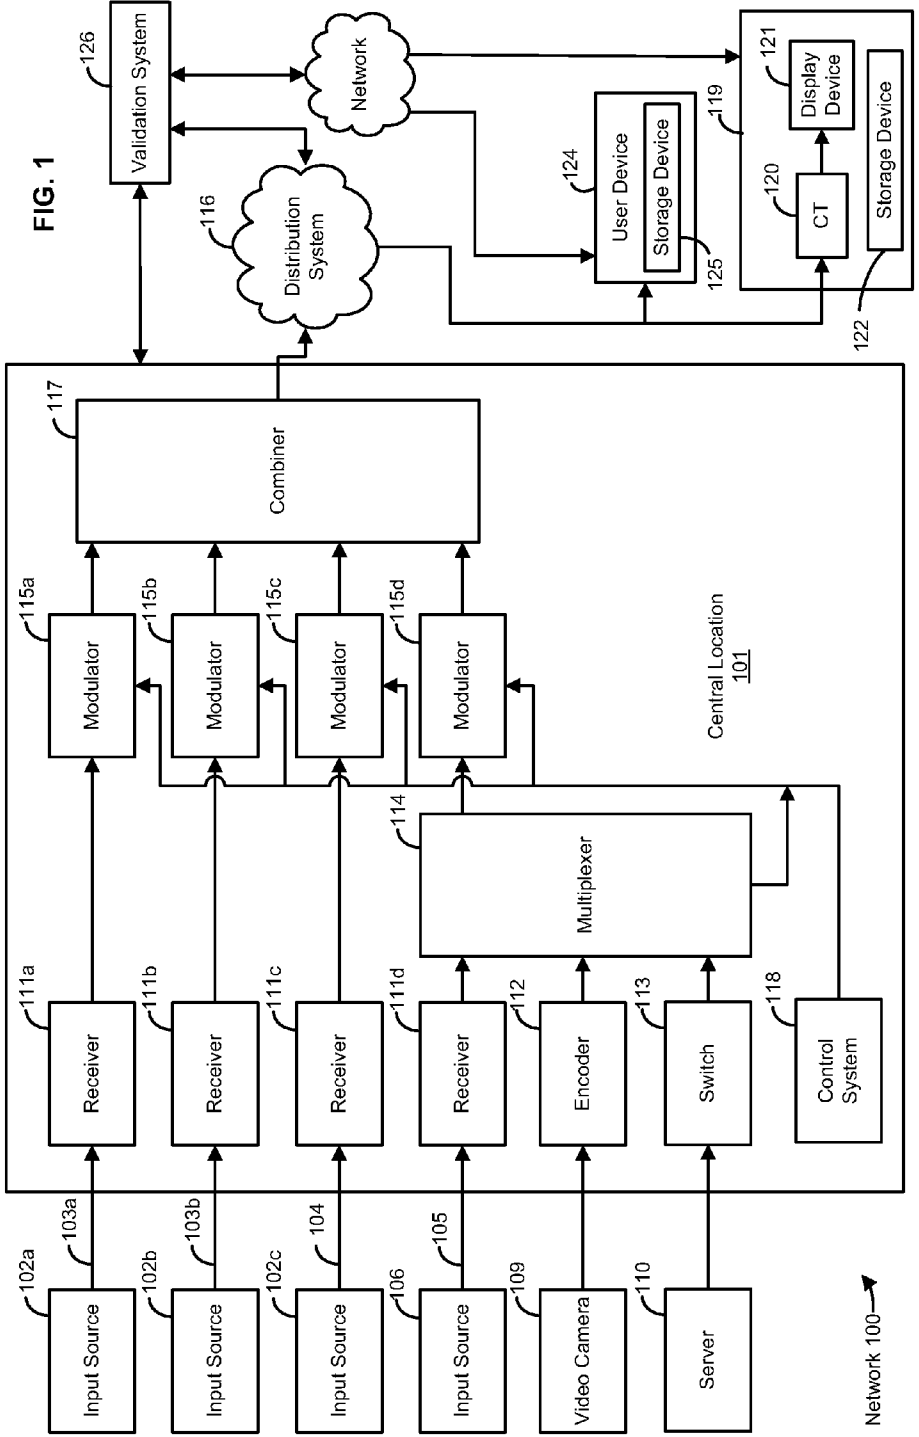 FIG. 1
126
Validation System
Network
116
Distribution
System
124
User Device
Storage Device
125
119
121
Display
Device
120
CT
Storage Device
122
117
Combiner
115a
Modulator
115b
Modulator
115c
Modulator
115d
Modulator
Central Location
101
114
Multiplexer
111a
Receiver
111b
Receiver
111c
Receiver
111d
Receiver
112
Encoder
113
Switch
118
Control
System
103a
103b
104
105
102a
Input Source
102b
Input Source
102c
Input Source
106
Input Source
109
Video Camera
110
Server
Network 100